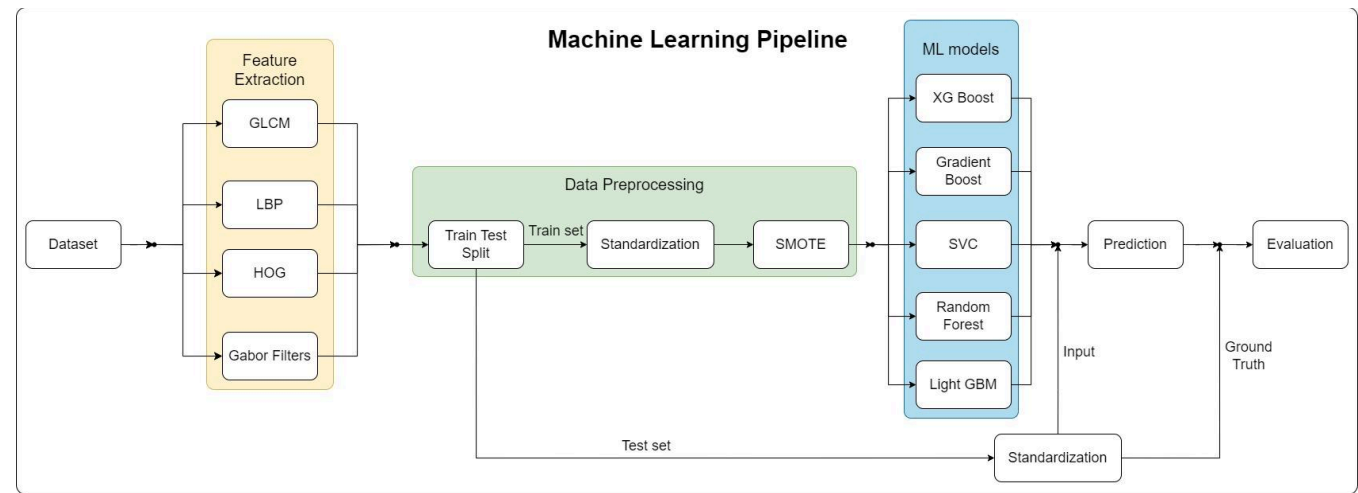 Machine Learning Pipeline
Feature
Extraction
GLCM
LBP
HOG
Gabor Filters
Dataset
Data Preprocessing
Train Test
Split
Train set
Standardization
SMOTE
ML models
XG Boost
Gradient
Boost
SVC
Random
Forest
Light GBM
Prediction
Evaluation
Input
Ground
Truth
Test set
Standardization